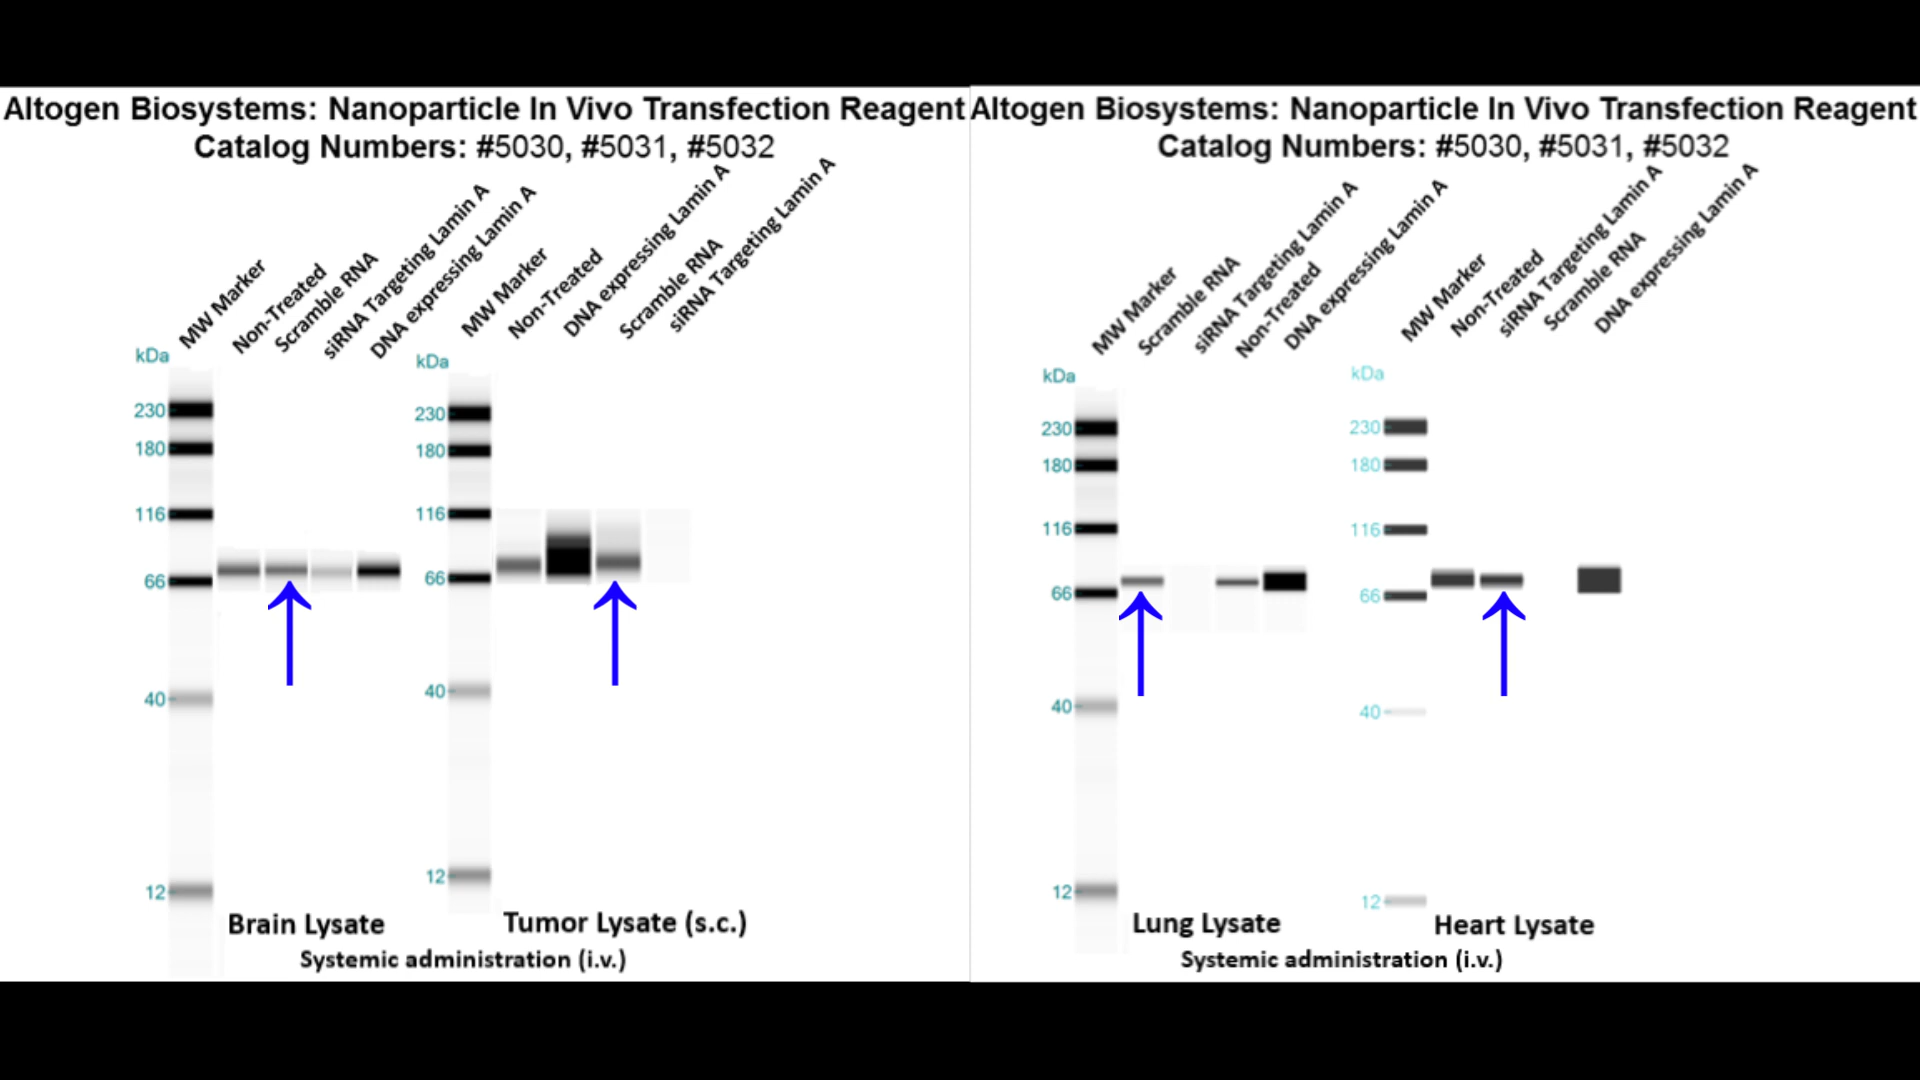 Altogen Biosystems: Nanoparticle In Vivo Transfection Reagent
Catalog Numbers: #5030, #5031, #5032
MW Marker
Non-Treated
Scramble RNA
siRNA Targeting Lamin A
DNA expressing Lamin A
kDa
230
180
116
66
40
12
Brain Lysate
MW Marker
Non-Treated
DNA expressing Lamin A
Scramble RNA
siRNA Targeting Lamin A
kDa
230
180
116
66
40
12
Tumor Lysate (s.c.)
Systemic administration (i.v.)
Altogen Biosystems: Nanoparticle In Vivo Transfection Reagent
Catalog Numbers: #5030, #5031, #5032
MW Marker
Scramble RNA
siRNA Targeting Lamin A
Non-Treated
DNA expressing Lamin A
kDa
230
180
116
66
40
12
Lung Lysate
MW Marker
Non-Treated
siRNA Targeting Lamin A
Scramble RNA
DNA expressing Lamin A
kDa
230
180
116
66
40
12
Heart Lysate
Systemic administration (i.v.)